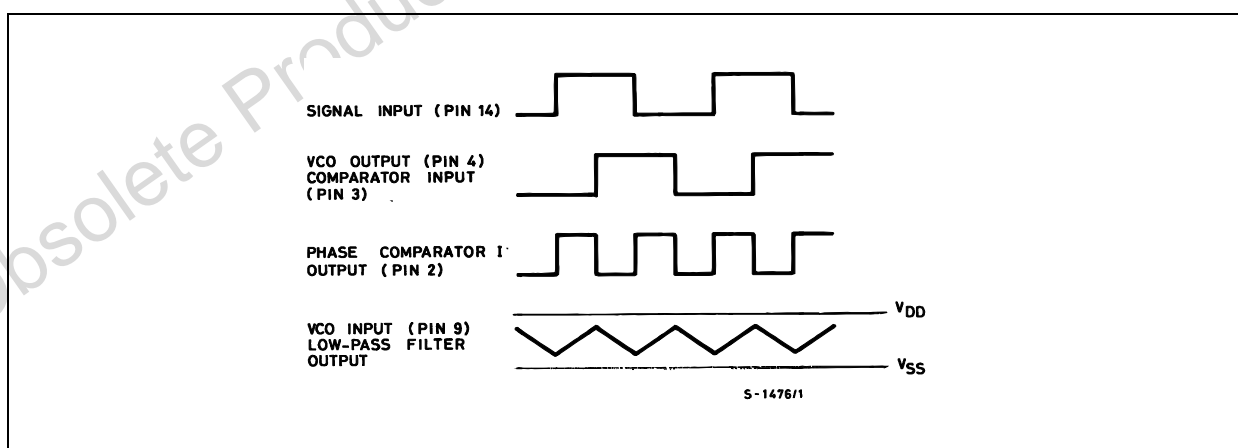 Obsolete Produc
SIGNAL INPUT (PIN 14)
VCO OUTPUT (PIN 4)
COMPARATOR INPUT
(PIN 3)
PHASE COMPARATOR I
OUTPUT (PIN 2)
VCO INPUT (PIN 9)
LOW-PASS FILTER
OUTPUT
VDD
VSS
S-1476/1